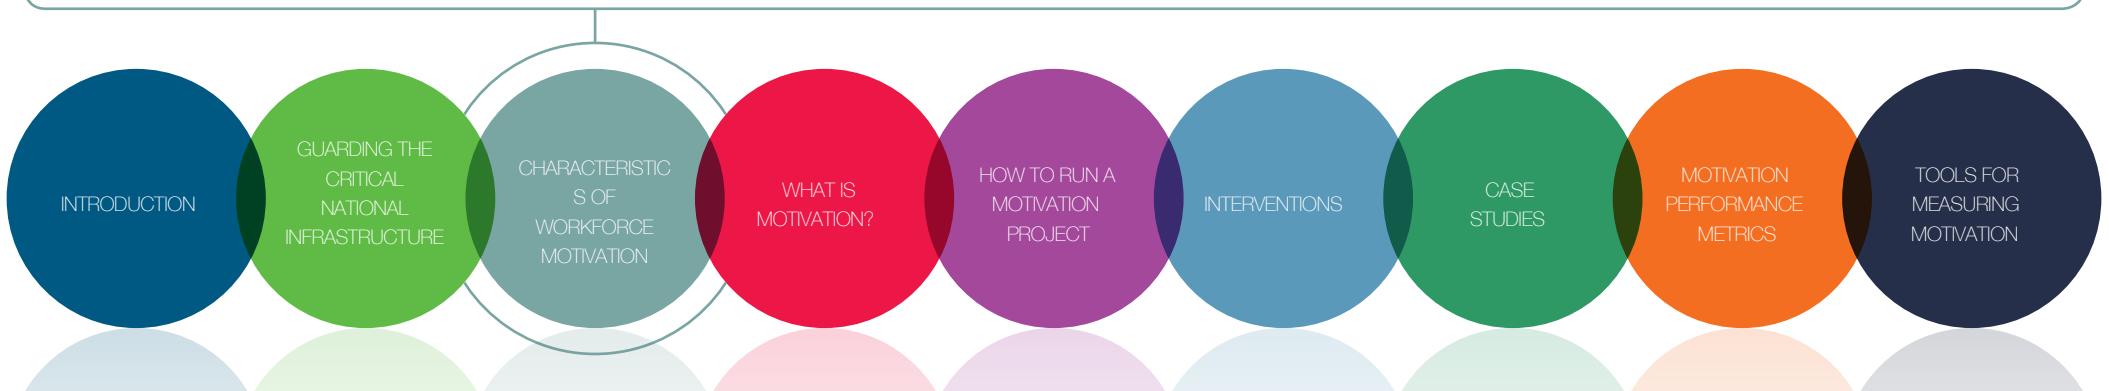 INTRODUCTION
GUARDING THE
CRITICAL
NATIONAL
INFRASTRUCTURE
CHARACTERISTIC
S OF
WORKFORCE
MOTIVATION
WHAT IS
MOTIVATION?
HOW TO RUN A
MOTIVATION
PROJECT
INTERVENTIONS
CASE
STUDIES
MOTIVATION
PERFORMANCE
METRICS
TOOLS FOR
MEASURING
MOTIVATION